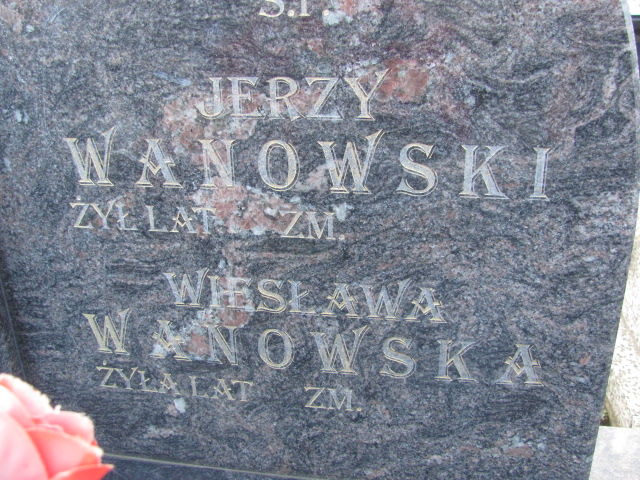 Ś.P.
JERZY
WANOWSKI
ŻYŁ LAT ZM.
WIESŁAWA
WANOWSKA
ŻYŁA LAT ZM.